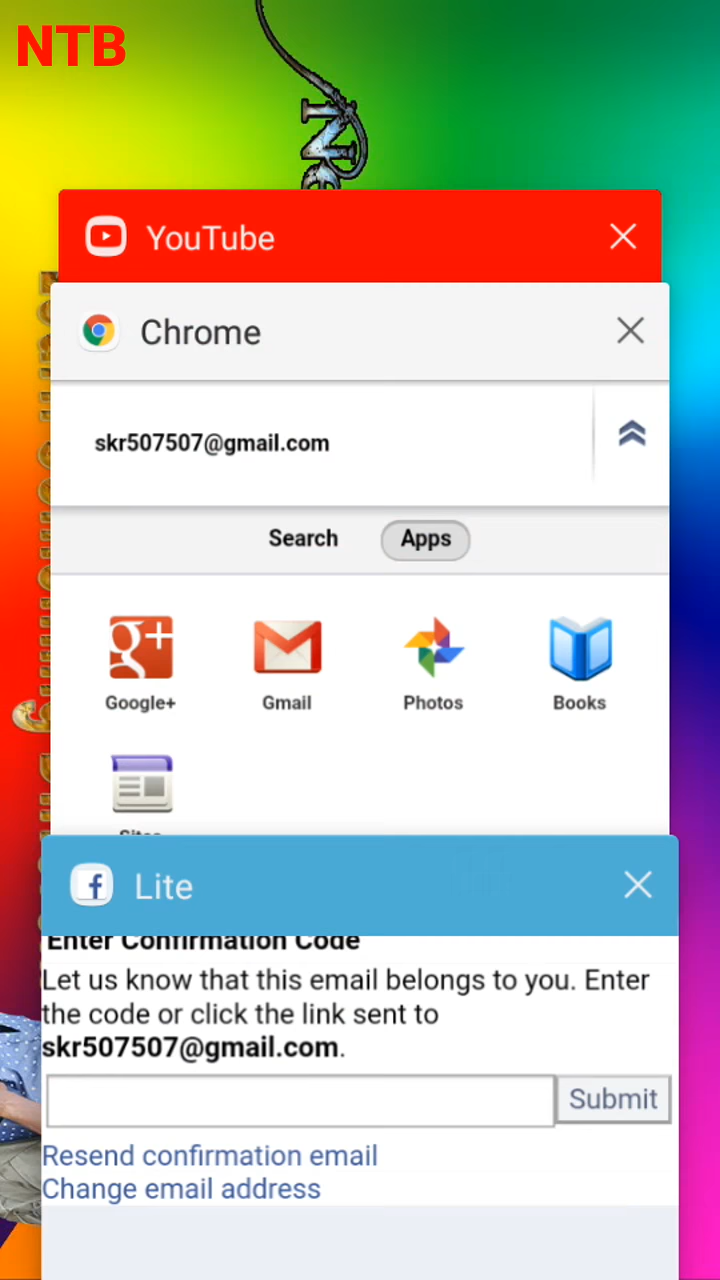 NTB
YouTube
Chrome
skr507507@gmail.com
Search Apps
Google+ Gmail Photos Books
Sites
Lite
Enter Confirmation Code
Let us know that this email belongs to you. Enter
the code or click the link sent to
skr507507@gmail.com.
Submit
Resend confirmation email
Change email address